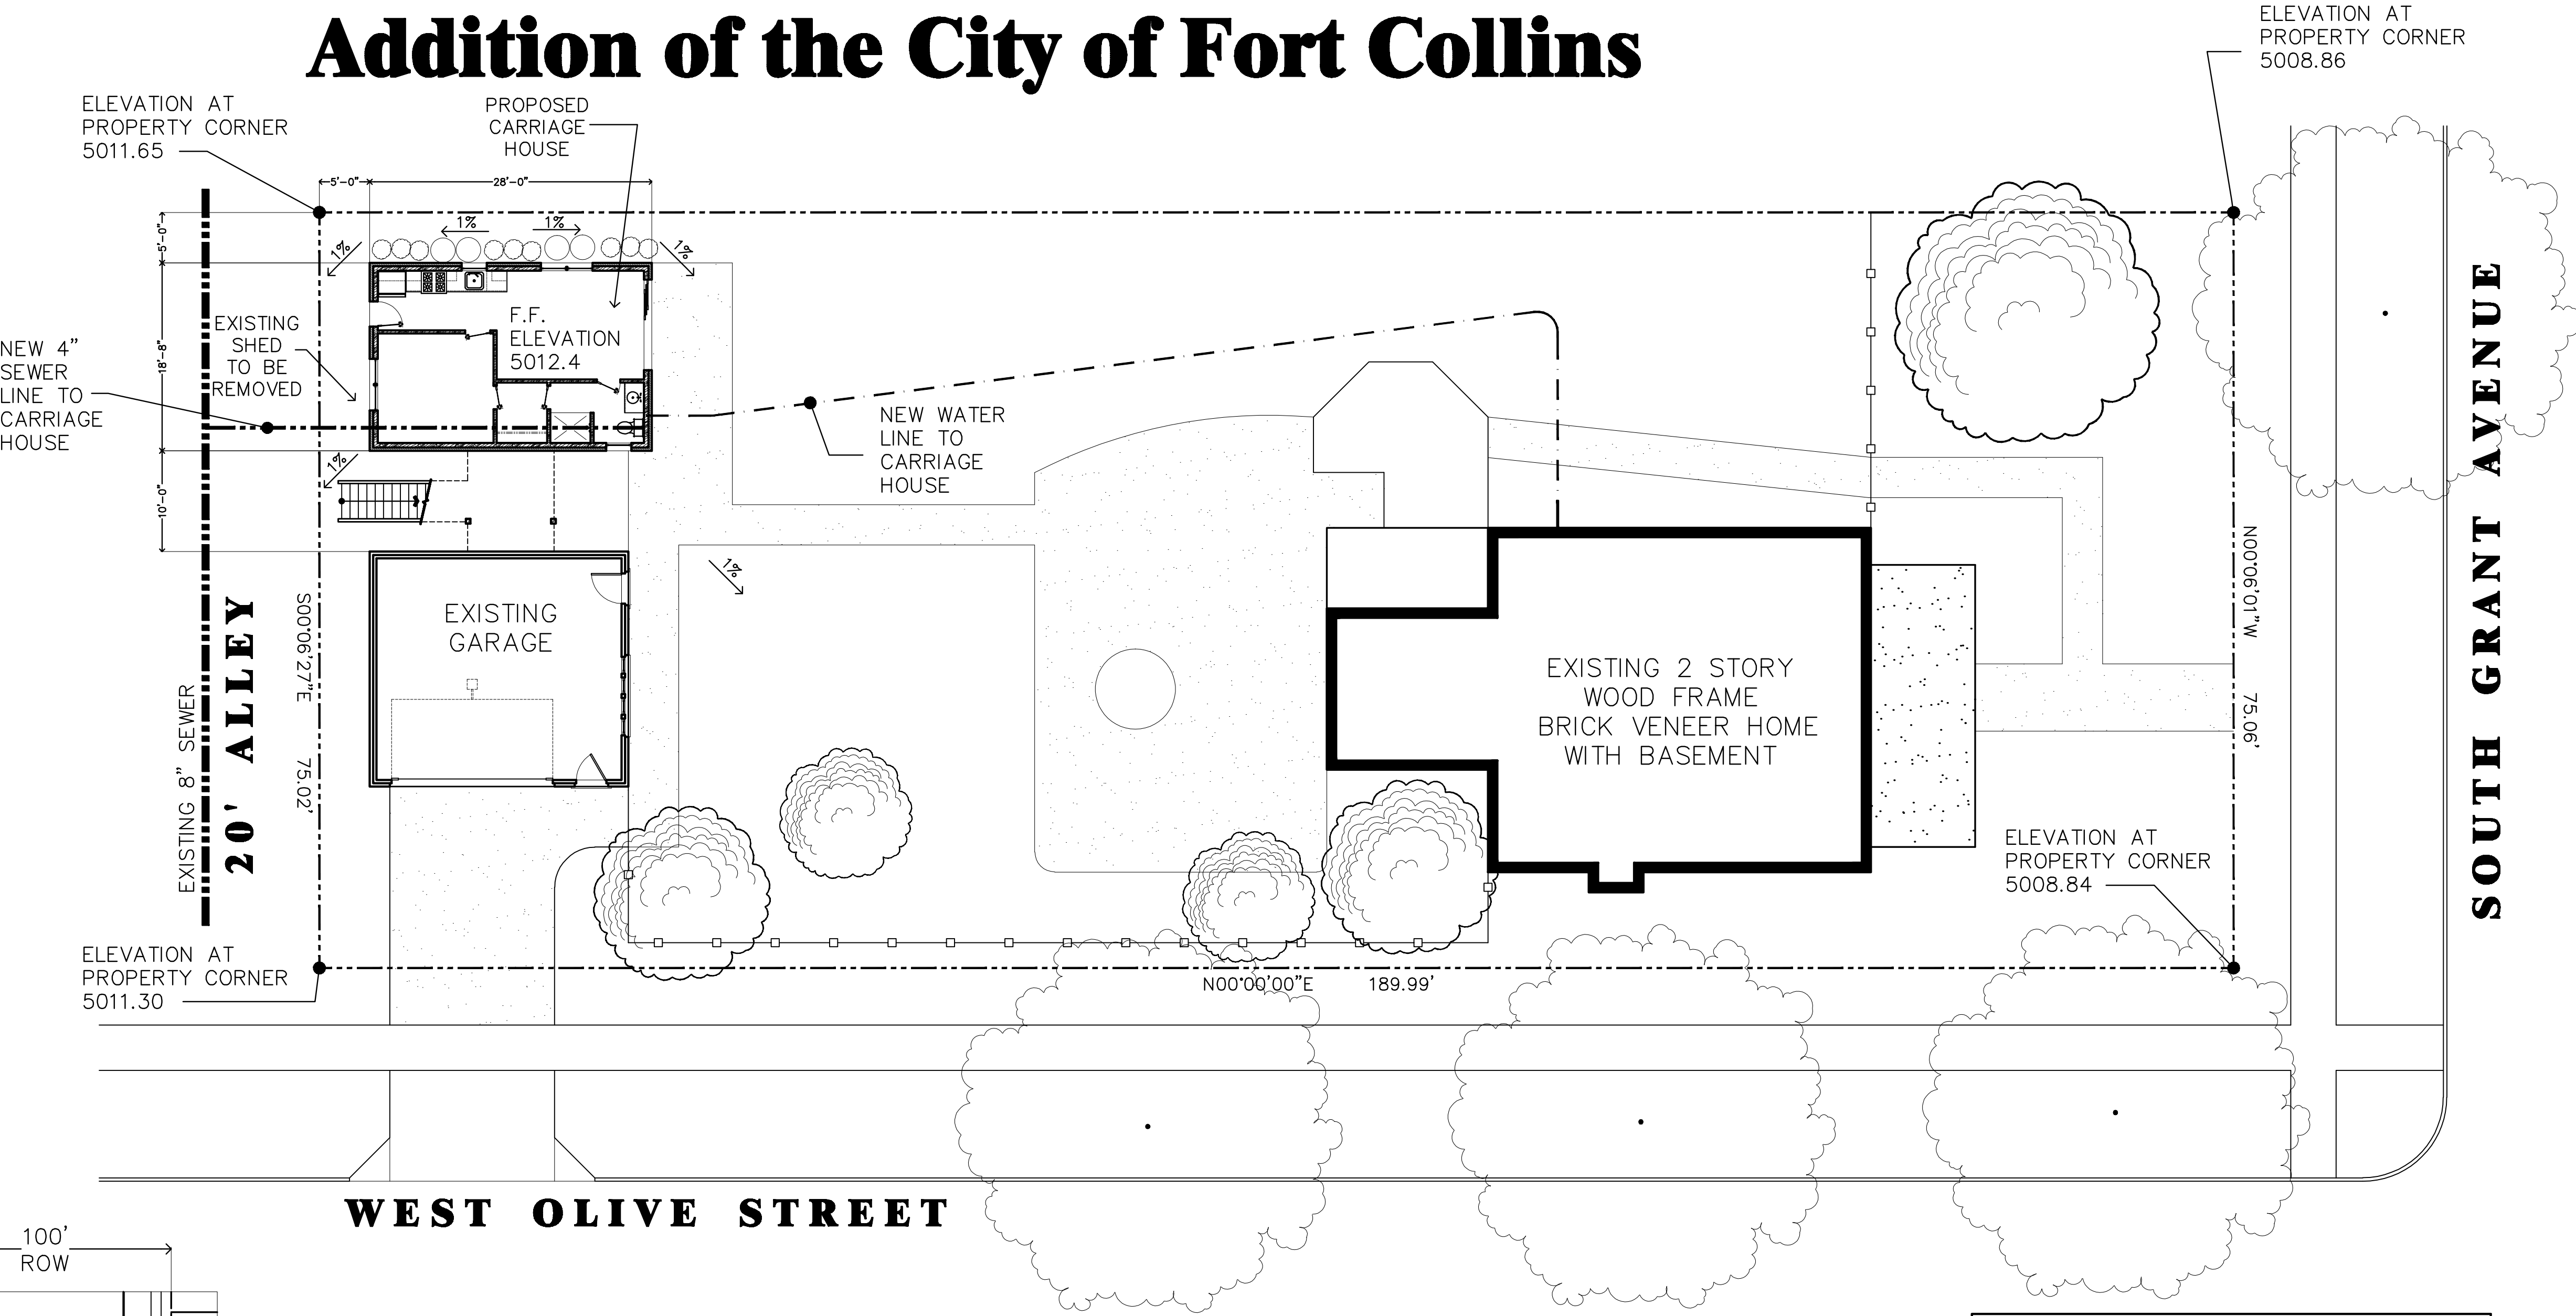 Addition of the City of Fort Collins
ELEVATION AT
PROPERTY CORNER
5008.86
ELEVATION AT
PROPERTY CORNER
5011.65
PROPOSED
CARRIAGE
HOUSE
5'-0"
28'-0"
5'-0"
18'-8"
10'-0"
1%
1%
1%
1%
F.F.
ELEVATION
5012.4
EXISTING
SHED
TO BE
REMOVED
NEW 4"
SEWER
LINE TO
CARRIAGE
HOUSE
1%
NEW WATER
LINE TO
CARRIAGE
HOUSE
1%
EXISTING
GARAGE
EXISTING 8" SEWER
20' ALLEY
S00°06'27"E 75.02'
EXISTING 2 STORY
WOOD FRAME
BRICK VENEER HOME
WITH BASEMENT
N00°06'01"W 75.06'
SOUTH GRANT AVENUE
ELEVATION AT
PROPERTY CORNER
5008.84
ELEVATION AT
PROPERTY CORNER
5011.30
N00°00'00"E 189.99'
WEST OLIVE STREET
100'
ROW